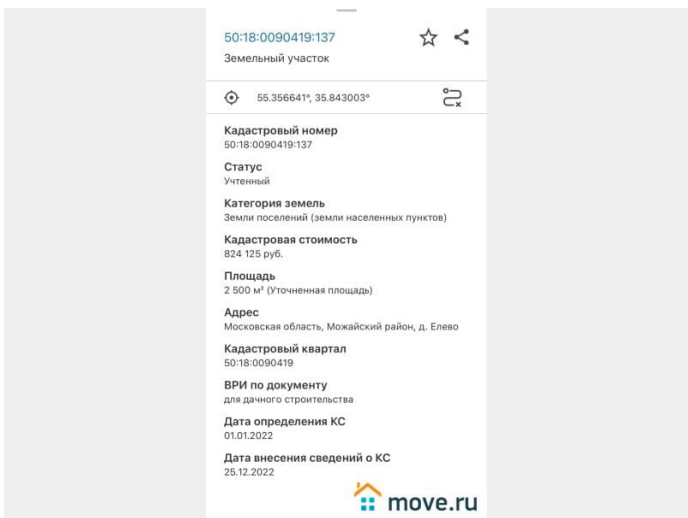 50:18:0090419:137
Земельный участок
55.356641°, 35.843003°
Кадастровый номер
50:18:0090419:137
Статус
Учтенный
Категория земель
Земли поселений (земли населенных пунктов)
Кадастровая стоимость
824 125 руб.
Площадь
2 500 м² (Уточненная площадь)
Адрес
Московская область, Можайский район, д. Елево
Кадастровый квартал
50:18:0090419
ВРИ по документу
для дачного строительства
Дата определения КС
01.01.2022
Дата внесения сведений о КС
25.12.2022
move.ru